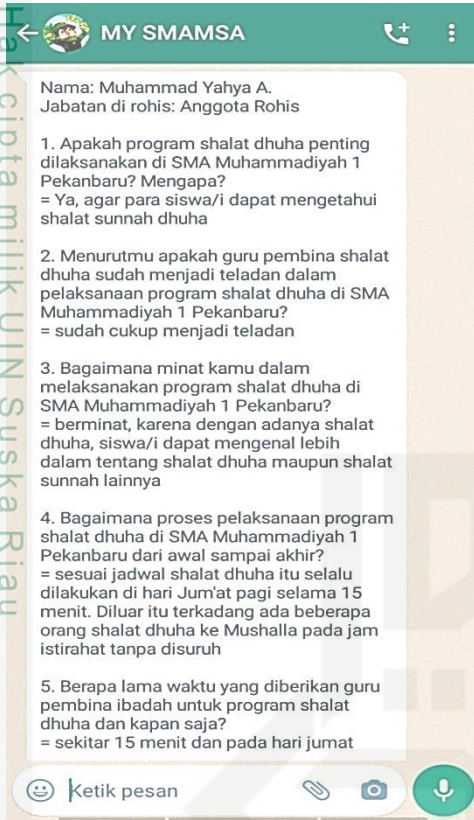 MY SMAMSA
Nama: Muhammad Yahya A.
Jabatan di rohis: Anggota Rohis
1. Apakah program shalat dhuha penting
dilaksanakan di SMA Muhammadiyah 1
Pekanbaru? Mengapa?
= Ya, agar para siswa/i dapat mengetahui
shalat sunnah dhuha
2. Menurutmu apakah guru pembina shalat
dhuha sudah menjadi teladan dalam
pelaksanaan program shalat dhuha di SMA
Muhammadiyah 1 Pekanbaru?
= sudah cukup menjadi teladan
3. Bagaimana minat kamu dalam
melaksanakan program shalat dhuha di
SMA Muhammadiyah 1 Pekanbaru?
= berminat, karena dengan adanya shalat
dhuha, siswa/i dapat mengenal lebih
dalam tentang shalat dhuha maupun shalat
sunnah lainnya
4. Bagaimana proses pelaksanaan program
shalat dhuha di SMA Muhammadiyah 1
Pekanbaru dari awal sampai akhir?
= sesuai jadwal shalat dhuha itu selalu
dilakukan di hari Jum'at pagi selama 15
menit. Diluar itu terkadang ada beberapa
orang shalat dhuha ke Mushalla pada jam
istirahat tanpa disuruh
5. Berapa lama waktu yang diberikan guru
pembina ibadah untuk program shalat
dhuha dan kapan saja?
= sekitar 15 menit dan pada hari jumat
Ketik pesan
Hak cipta milik UIN Suska Riau